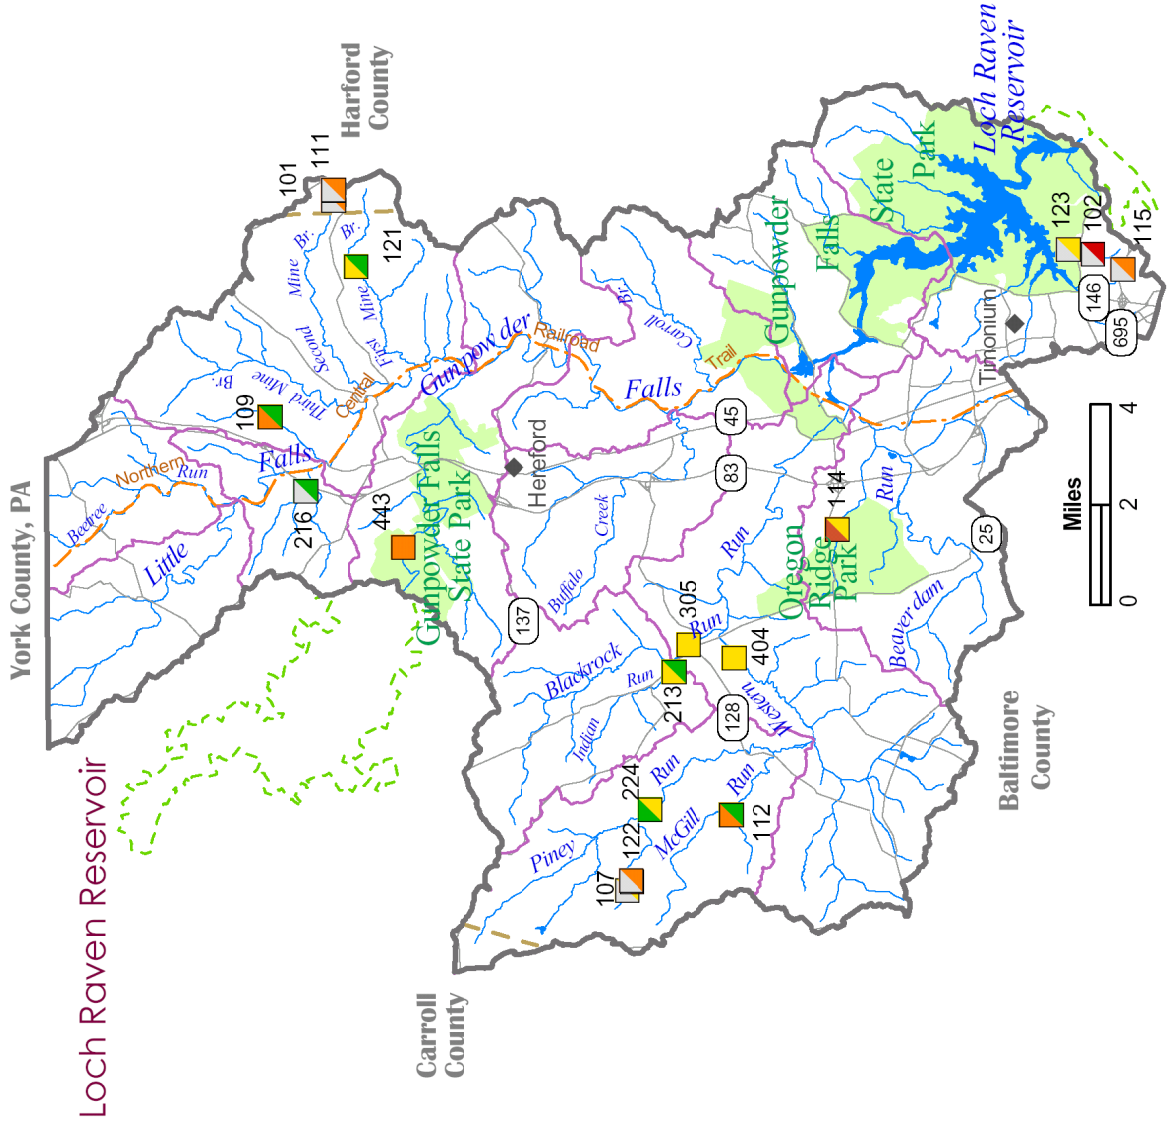 Loch Raven Reservoir
York County, PA
Harford
County
Carroll
County
Baltimore
County
Beetree
Northern
Run
Little
Falls
216
109
Third Mine
Br.
Second
Mine
Br.
First
Mine
Br.
101
111
121
Central
Gunpowder
Railroad
Falls
Trail
443
Gunpowder Falls
State Park
Hereford
Carroll
Br.
Gunpowder
Falls
State
Park
Loch Raven
Reservoir
45
83
137
Creek
Buffalo
Run
Blackrock
Run
Indian
305
Run
404
213
Western
128
Piney
Run
224
122
107
McGill
Run
112
Oregon
Ridge
Park
114
Run
Beaver dam
25
Timonium
123
102
115
146
695
Miles
0
2
4